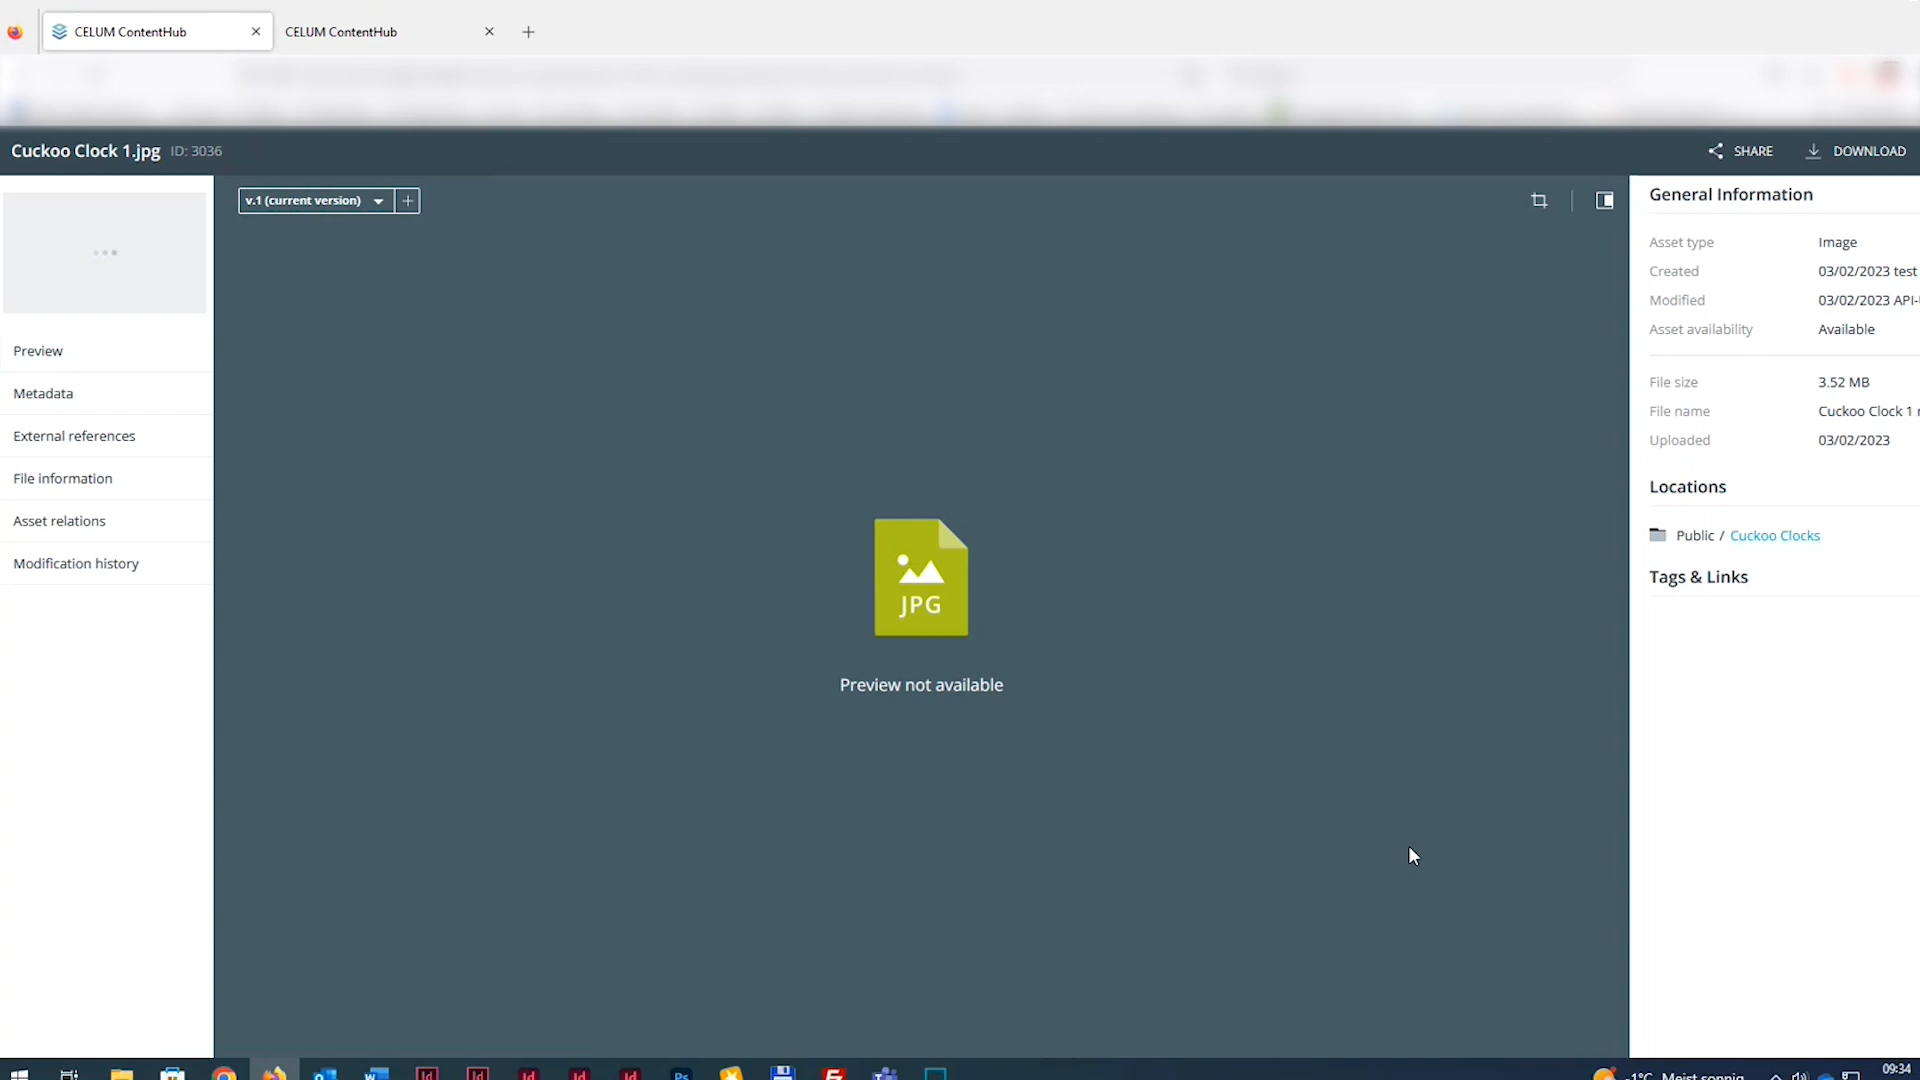 CELUM ContentHub
CELUM ContentHub
Cuckoo Clock 1.jpg ID: 3036
SHARE
DOWNLOAD
v.1 (current version)
Preview
Metadata
External references
File information
Asset relations
Modification history
JPG
Preview not available
General Information
Asset type Image
Created 03/02/2023 test
Modified 03/02/2023 API-
Asset availability Available
File size 3.52 MB
File name Cuckoo Clock 1
Uploaded 03/02/2023
Locations
Public / Cuckoo Clocks
Tags & Links
-1°C Meist sonnig
09:34